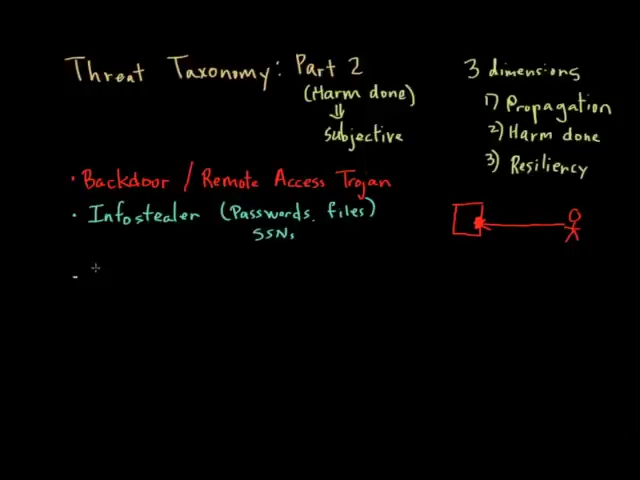 Threat Taxonomy: Part 2
(Harm done)
⇓
Subjective
3 dimensions
1) Propagation
2) Harm done
3) Resiliency
· Backdoor / Remote Access Trojan
· Infostealer (Passwords, files)
SSNs